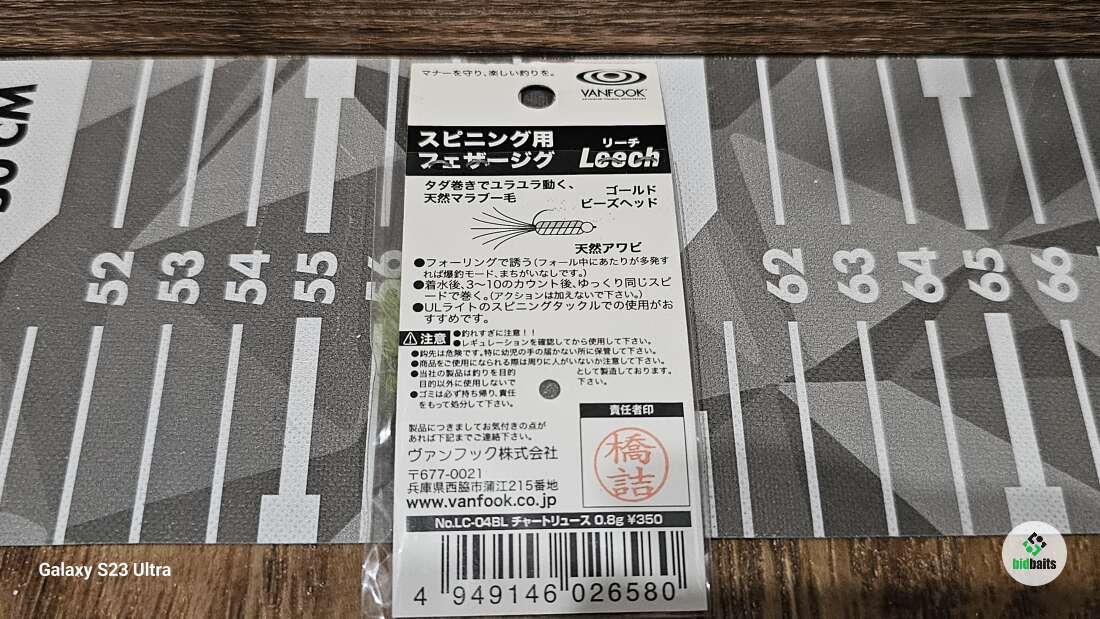 マナーを守り、楽しい釣りを。
VANFOOK
スピニング用
フェザージグ
リーチ
Leech
タダ巻きでユラユラ動く、
天然マラブー毛
ゴールド
ビーズヘッド
天然アワビ
●フォーリングで誘う(フォール中にあたりが多発す
れば爆釣モード、まちがいなしです。)
●着水後、3〜10のカウント後、ゆっくり同じスピ
ードで巻く。(アクションは加えないで下さい。)
●ULライトのスピニングタックルでの使用がお
すすめです。
注意
●釣れすぎに注意!!
●レギュレーションを確認してから使用して下さい。
●鈎先は危険です。特に幼児の手の届かない所に保管して下さい。
●商品をご使用になられる際は周りに人がいないか注意して下さい。
●当社の製品は釣りを目的として製造しております。
目的以外に使用しないで下さい。
●ゴミは必ず持ち帰り、責任
をもって処分して下さい。
製品につきましてお気付きの点が
あれば下記までご連絡下さい。
ヴァンフック株式会社
〒677-0021
兵庫県西脇市蒲江215番地
www.vanfook.co.jp
責任者印
橋詰
No.LC-04BL チャートリュース 0.8g ¥350
4 949146 026580
52 53 54 55 56 62 63 64 65 66
CM
Galaxy S23 Ultra
bidbaits